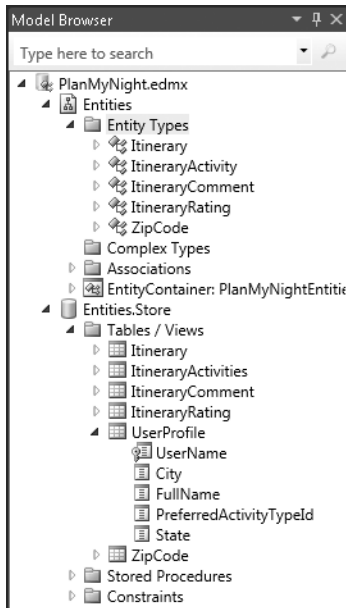 Model Browser
Type here to search
PlanMyNight.edmx
Entities
Entity Types
Itinerary
ItineraryActivity
ItineraryComment
ItineraryRating
ZipCode
Complex Types
Associations
EntityContainer: PlanMyNightEntitie
Entities.Store
Tables / Views
Itinerary
ItineraryActivities
ItineraryComment
ItineraryRating
UserProfile
UserName
City
FullName
PreferredActivityTypeId
State
ZipCode
Stored Procedures
Constraints